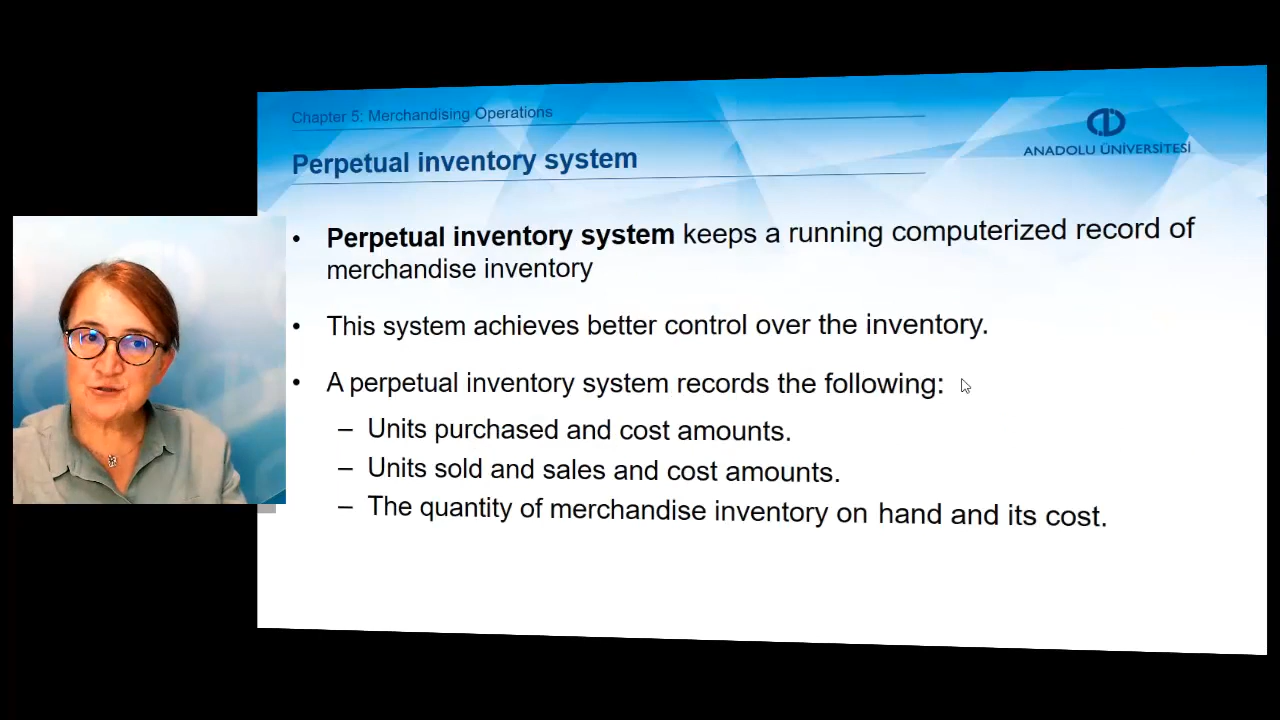 Chapter 5: Merchandising Operations
ANADOLU ÜNİVERSİTESİ
Perpetual inventory system
• Perpetual inventory system keeps a running computerized record of
merchandise inventory
• This system achieves better control over the inventory.
• A perpetual inventory system records the following:
– Units purchased and cost amounts.
– Units sold and sales and cost amounts.
– The quantity of merchandise inventory on hand and its cost.